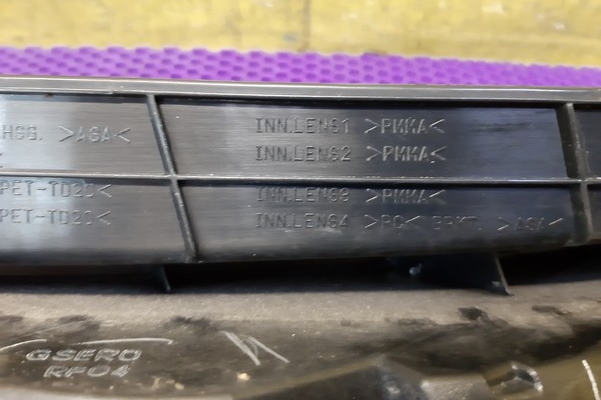 HSG. >ASA<
INN.LENS1 >PMMA<
INN.LENS2 >PMMA<
PET-TD20<
PET-TD20<
INN.LENS3 >PMMA<
INN.LENS4 >PC< BRKT. >ASA<
GSERO
RF04